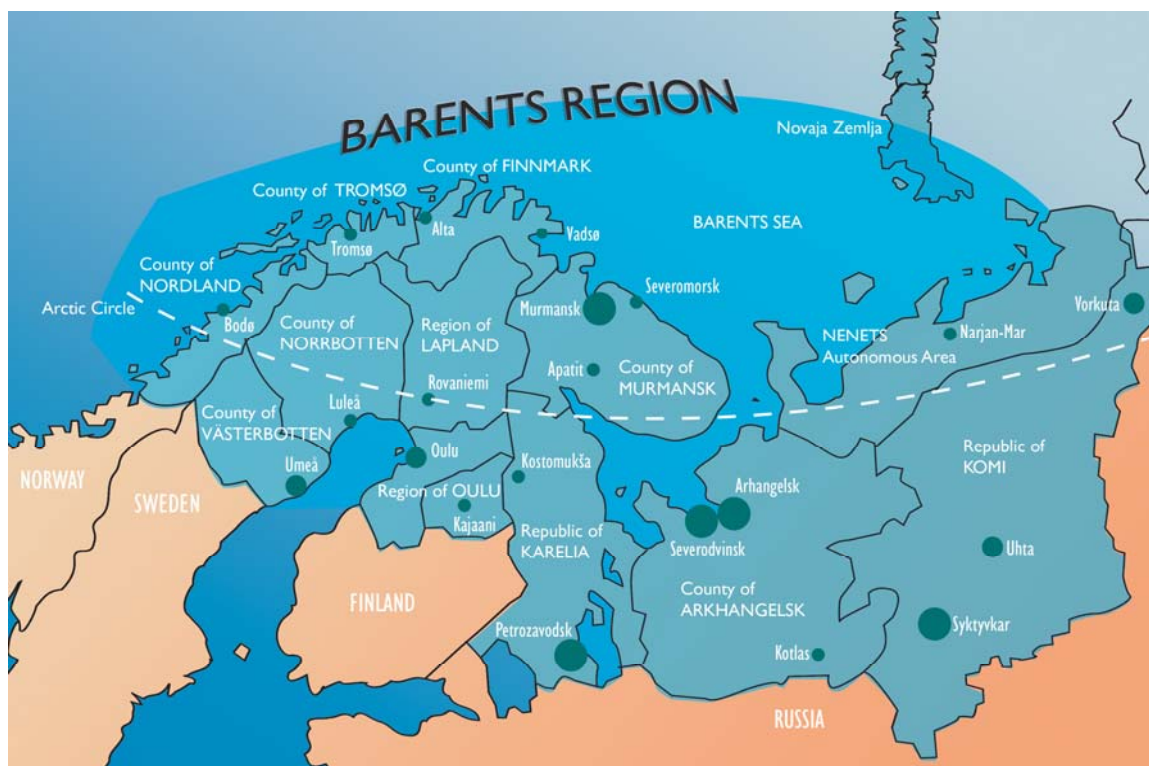 BARENTS REGION
Novaja Zemlja
County of FINNMARK
County of TROMSØ
Alta
Tromsø
Vadsø
BARENTS SEA
County of
NORDLAND
Arctic Circle
Bodø
County of
NORRBOTTEN
Region of
LAPLAND
Murmansk
Severomorsk
Vorkuta
NENETS
Autonomous Area
Narjan-Mar
Apatit
County of
MURMANSK
Rovaniemi
Luleå
County of
VÄSTERBOTTEN
Umeå
Oulu
Region of OULU
Kajaani
Kostomukša
Republic of
KARELIA
Arhangelsk
Severodvinsk
Republic of
KOMI
Uhta
County of
ARKHANGELSK
Syktyvkar
Kotlas
Petrozavodsk
NORWAY
SWEDEN
FINLAND
RUSSIA